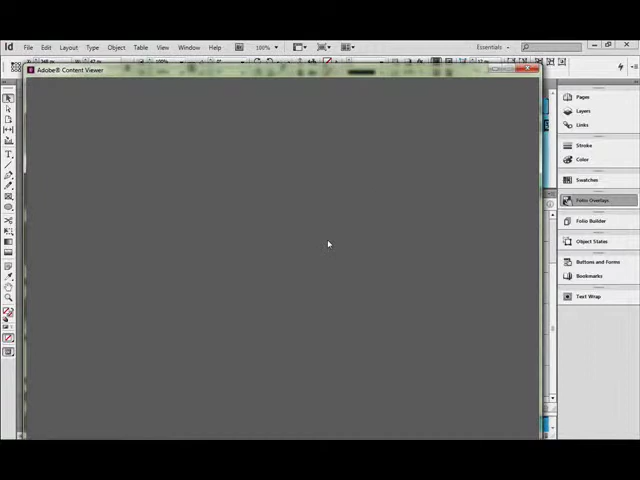 Id File Edit Layout Type Object Table View Window Help Br 100% Essentials
Adobe® Content Viewer
Pages
Layers
Links
Stroke
Color
Swatches
Folio Overlays
Folio Builder
Object States
Buttons and Forms
Bookmarks
Text Wrap